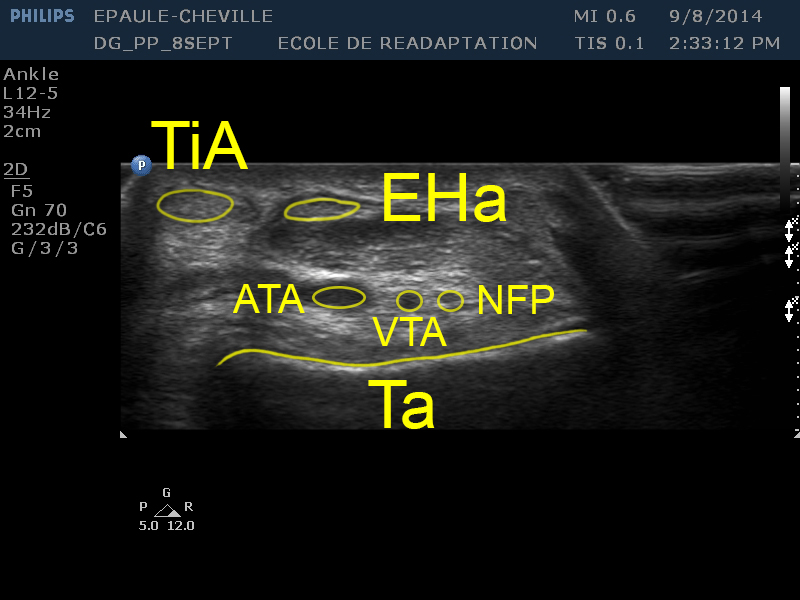 PHILIPS EPAULE-CHEVILLE MI 0.6 9/8/2014
DG_PP_8SEPT ECOLE DE READAPTATION TIS 0.1 2:33:12 PM
Ankle
L12-5
34Hz
2cm
2D
F5
Gn 70
232dB/C6
G/3/3
P
TiA
EHa
ATA
VTA
NFP
Ta
G
P R
5.0 12.0